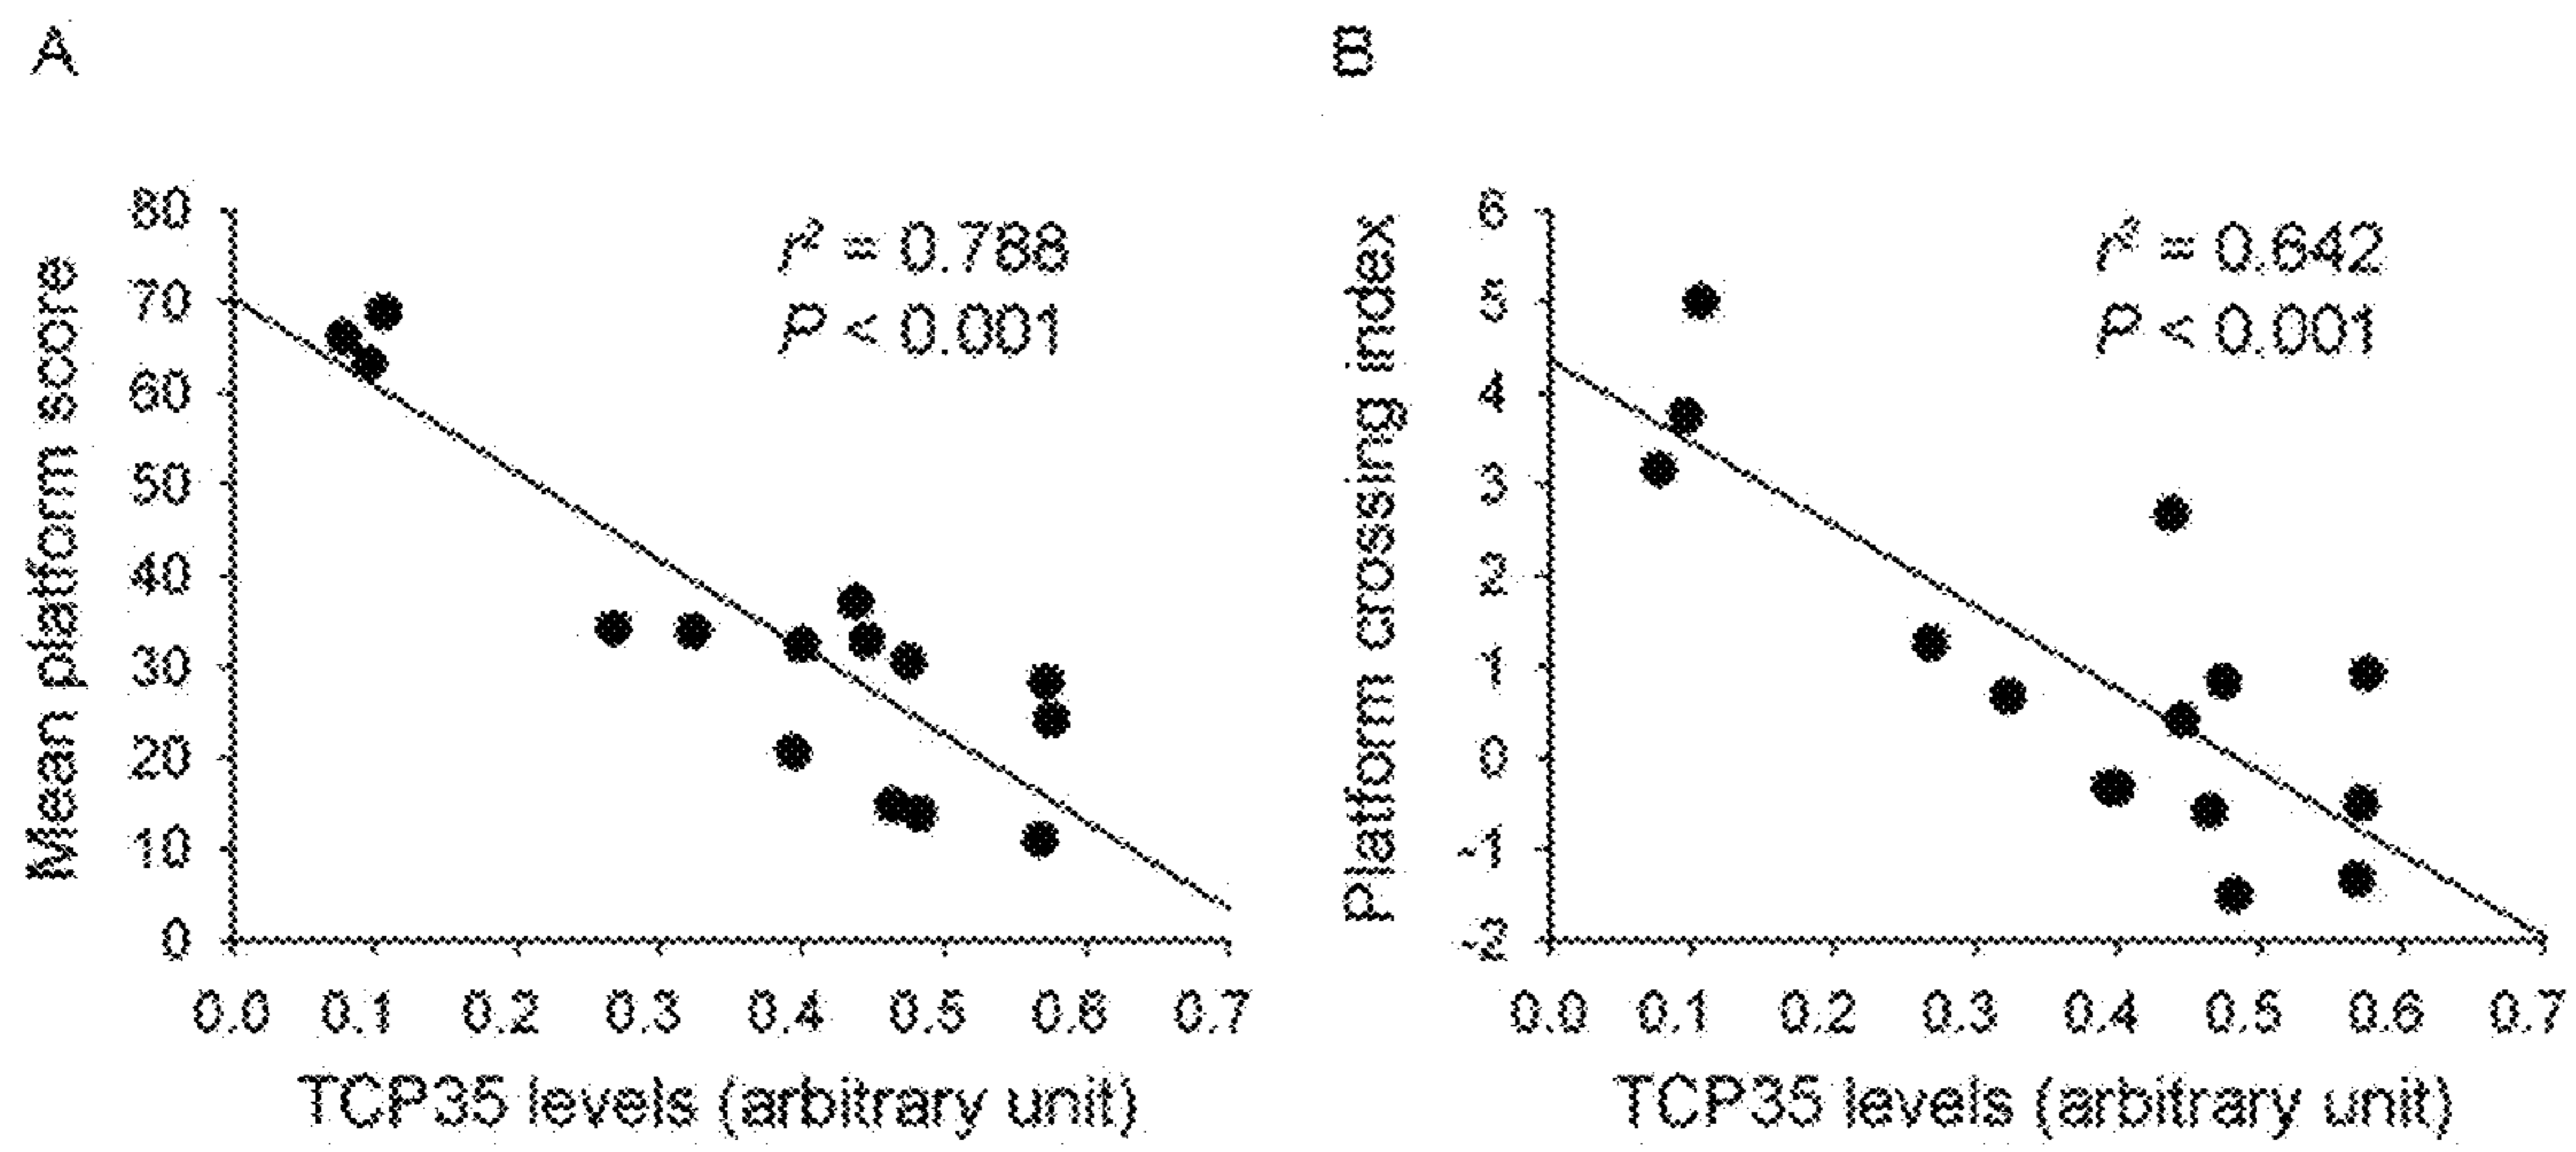 A
Mean platform score
80
70
60
50
40
30
20
10
0
r² = 0.788
P < 0.001
0.0 0.1 0.2 0.3 0.4 0.5 0.6 0.7
TCP35 levels (arbitrary unit)
B
Platform crossing index
6
5
4
3
2
1
0
-1
-2
r² = 0.642
P < 0.001
0.0 0.1 0.2 0.3 0.4 0.5 0.6 0.7
TCP35 levels (arbitrary unit)